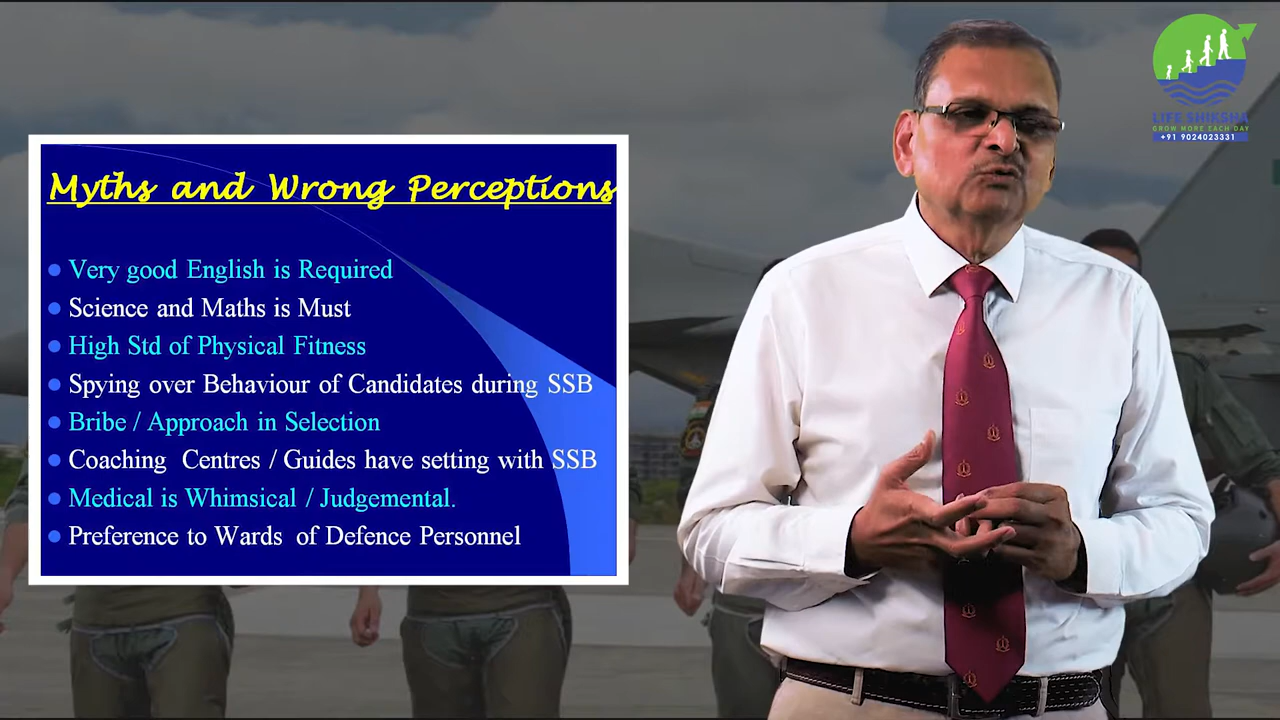 Myths and Wrong Perceptions
Very good English is Required
Science and Maths is Must
High Std of Physical Fitness
Spying over Behaviour of Candidates during SSB
Bribe / Approach in Selection
Coaching Centres / Guides have setting with SSB
Medical is Whimsical / Judgemental.
Preference to Wards of Defence Personnel
LIFE SHIKSHA
GROW MORE EACH DAY
+91 9024023331